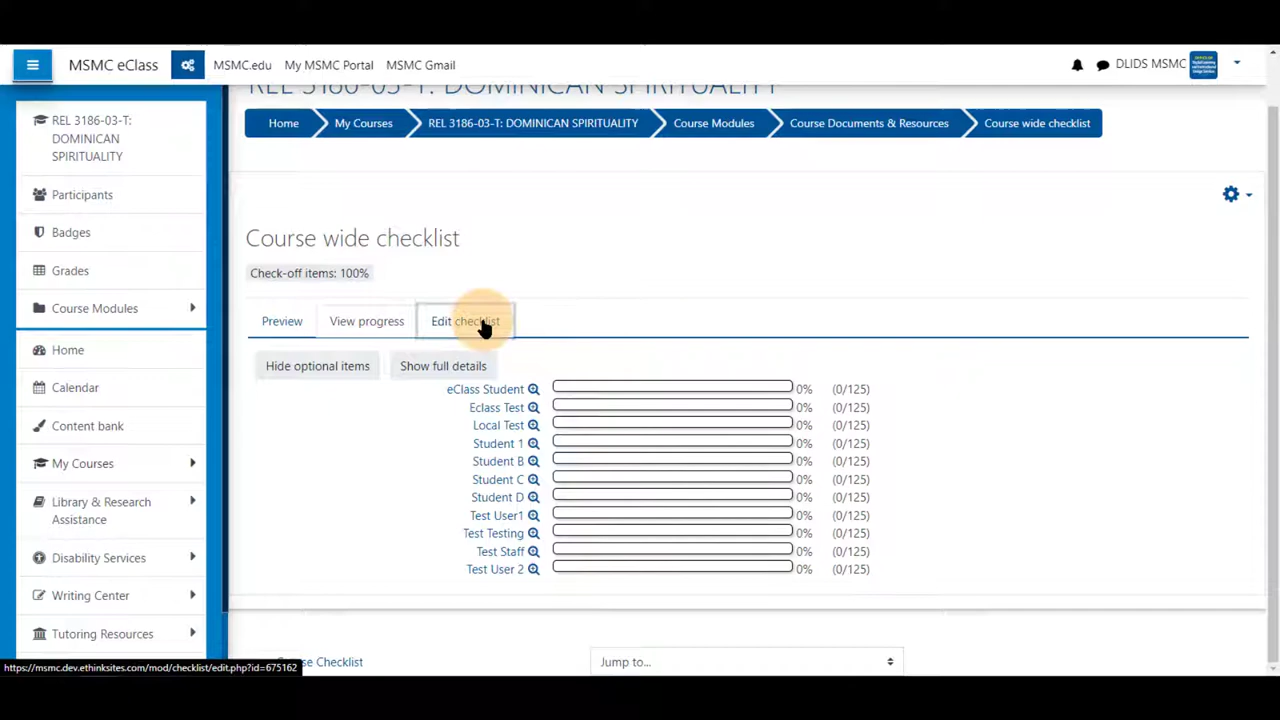 MSMC eClass
MSMC.edu
My MSMC Portal
MSMC Gmail
DLIDS MSMC
REL 3186-03-T: DOMINICAN SPIRITUALITY
Home
My Courses
REL 3186-03-T: DOMINICAN SPIRITUALITY
Course Modules
Course Documents & Resources
Course wide checklist
REL 3186-03-T:
DOMINICAN
SPIRITUALITY
Participants
Badges
Grades
Course Modules
Home
Calendar
Content bank
My Courses
Library & Research
Assistance
Disability Services
Writing Center
Tutoring Resources
Course wide checklist
Check-off items: 100%
Preview
View progress
Edit checklist
Hide optional items
Show full details
eClass Student 0% (0/125)
Eclass Test 0% (0/125)
Local Test 0% (0/125)
Student 1 0% (0/125)
Student B 0% (0/125)
Student C 0% (0/125)
Student D 0% (0/125)
Test User1 0% (0/125)
Test Testing 0% (0/125)
Test Staff 0% (0/125)
Test User 2 0% (0/125)
se Checklist
Jump to...
https://msmc.dev.ethinksites.com/mod/checklist/edit.php?id=675162